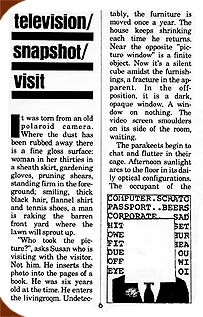 television/
snapshot/
visit
It was torn from an old
polaroid camera.
Where the dust has
been rubbed away there
is a fine gloss surface:
woman in her thirties in
a sheath skirt, gardening
gloves, pruning shears,
standing firm in the fore-
ground; smiling, thick
black hair, flannel shirt
and tennis shoes, a man
is raking the barren
front yard where the
lawn will sprout up.
"Who took the pic-
ture?", asks Susan who is
visiting with the visitor.
Not him. He inserts the
photo into the pages of a
book. He was six years
old at the time. He enters
the livingroom. Undetec-
tably, the furniture is
moved once a year. The
house keeps shrinking
each time he returns.
Near the opposite "pic-
ture window" is a finite
object. Now it's a silent
cube amidst the furnish-
ings, a fracture in the ap-
parent. In the off-
position, it is a dark,
opaque window. A win-
dow on nothing. The
video screen smoulders
on its side of the room,
waiting.
The parakeets begin to
chat and flutter in their
cage. Afternoon sunlight
arcs to the floor in its dai-
ly optical configurations.
The occupant of the
COMPUTER.SCHATO
PASSPORT..BEERS
CORPORATE SAD
HIT SET
OWE EUR
FIT EA
DUE OU
OFF WI
EYE OI
6